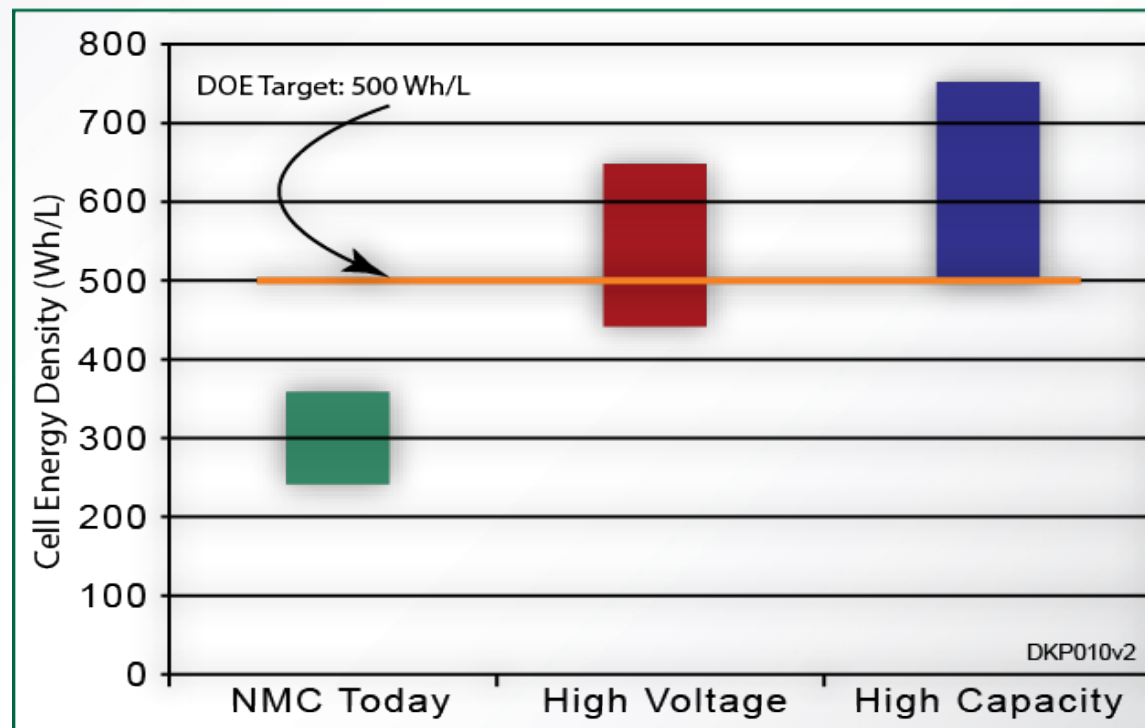 Cell Energy Density (Wh/L)
800
700
600
500
400
300
200
100
0
DOE Target: 500 Wh/L
DKP010v2
NMC Today
High Voltage
High Capacity